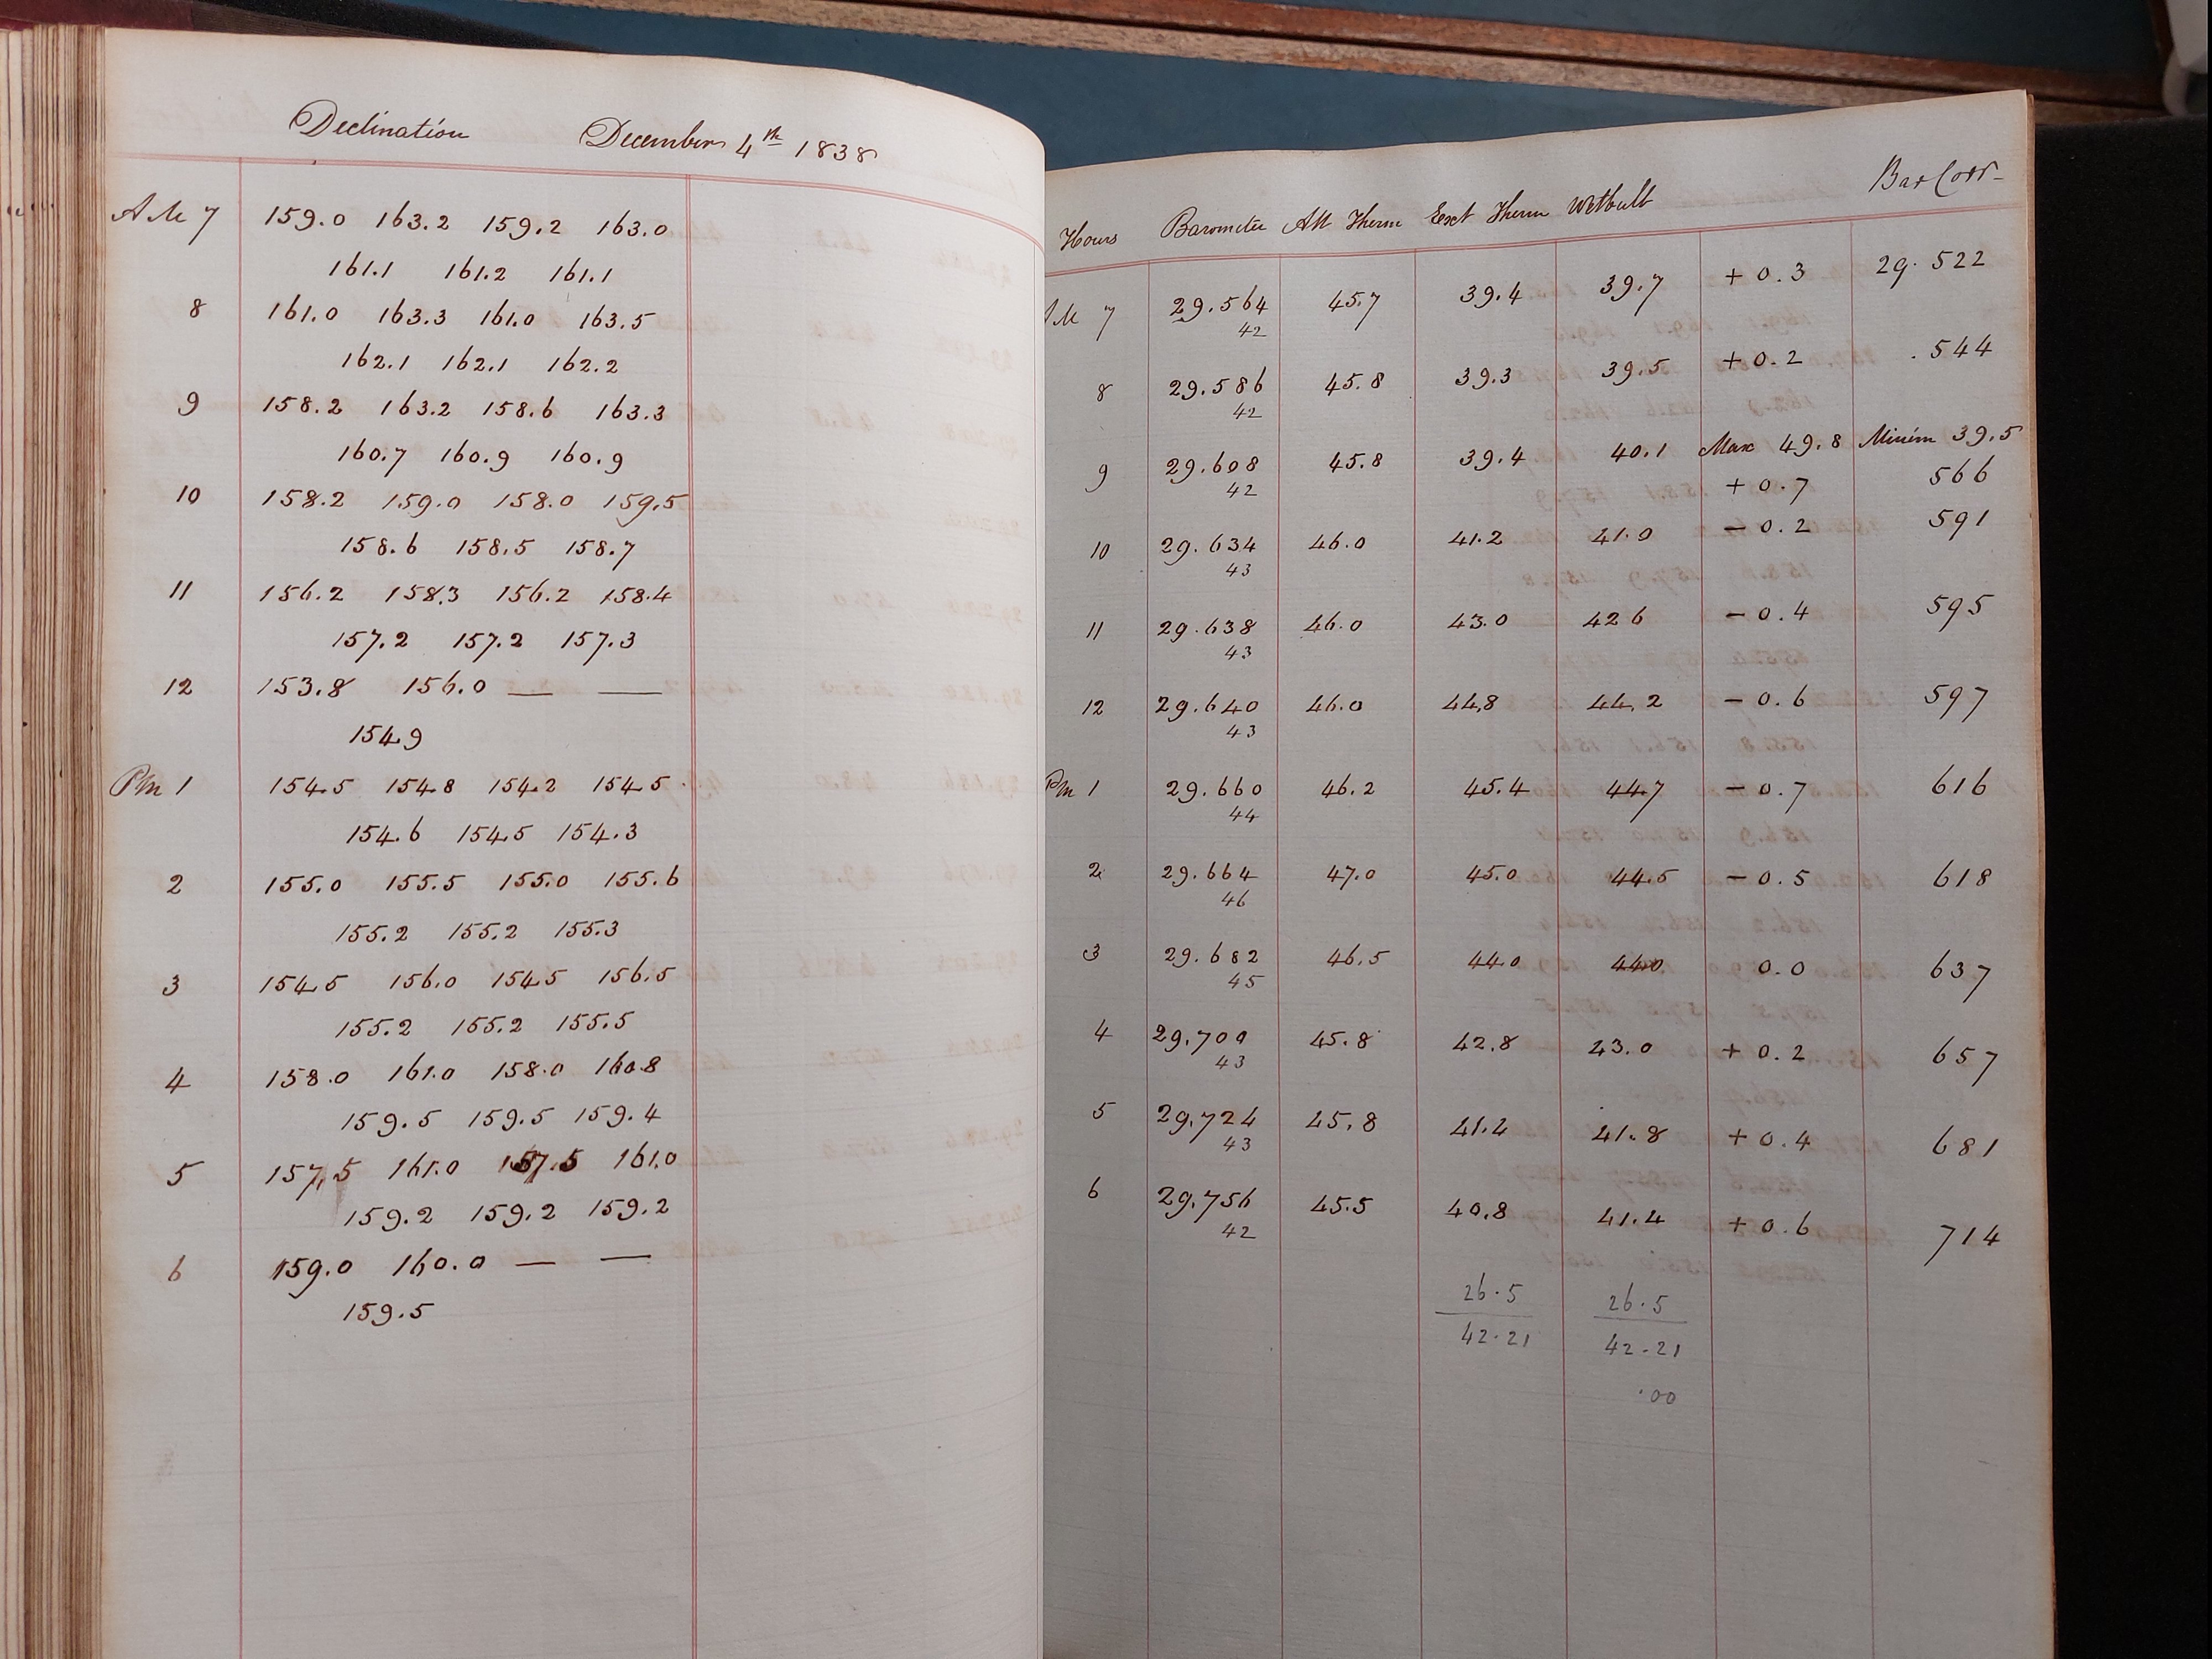 Declination December 4th 1838
AM 7 159.0 163.2 159.2 163.0
161.1 161.2 161.1
8 161.0 163.3 161.0 163.5
162.1 162.1 162.2
9 158.2 163.2 158.6 163.3
160.7 160.9 160.9
10 158.2 159.0 158.0 159.5
158.6 158.5 158.7
11 156.2 158.3 156.2 158.4
157.2 157.2 157.3
12 153.8 156.0 — —
154.9
Pm 1 154.5 154.8 154.2 154.5
154.6 154.5 154.3
2 155.0 155.5 155.0 155.6
155.2 155.2 155.3
3 154.5 156.0 154.5 156.5
155.2 155.2 155.5
4 158.0 161.0 158.0 160.8
159.5 159.5 159.4
5 157.5 161.0 157.5 161.0
159.2 159.2 159.2
6 159.0 160.0 — —
159.5
Hours Barometer Att Therm Ext Therm Wetbulb Bar Corr
AM 7 29.564 45.7 39.4 39.7 + 0.3 29.522
42
8 29.586 45.8 39.3 39.5 + 0.2 .544
42
Max 49.8 Minim 39.5
9 29.608 45.8 39.4 40.1 + 0.7 566
42
10 29.634 46.0 41.2 41.0 – 0.2 591
43
11 29.638 46.0 43.0 42 6 – 0.4 595
43
12 29.640 46.0 44.8 44.2 – 0.6 597
43
Pm 1 29.660 46.2 45.4 44.7 – 0.7 616
44
2 29.664 47.0 45.0 44.5 – 0.5 618
46
3 29.682 46.5 44.0 44.0 0.0 637
45
4 29.700 45.8 42.8 43.0 + 0.2 657
43
5 29.724 45.8 41.4 41.8 + 0.4 681
43
6 29.756 45.5 40.8 41.4 + 0.6 714
42
26.5 26.5
42.21 42.21
.00